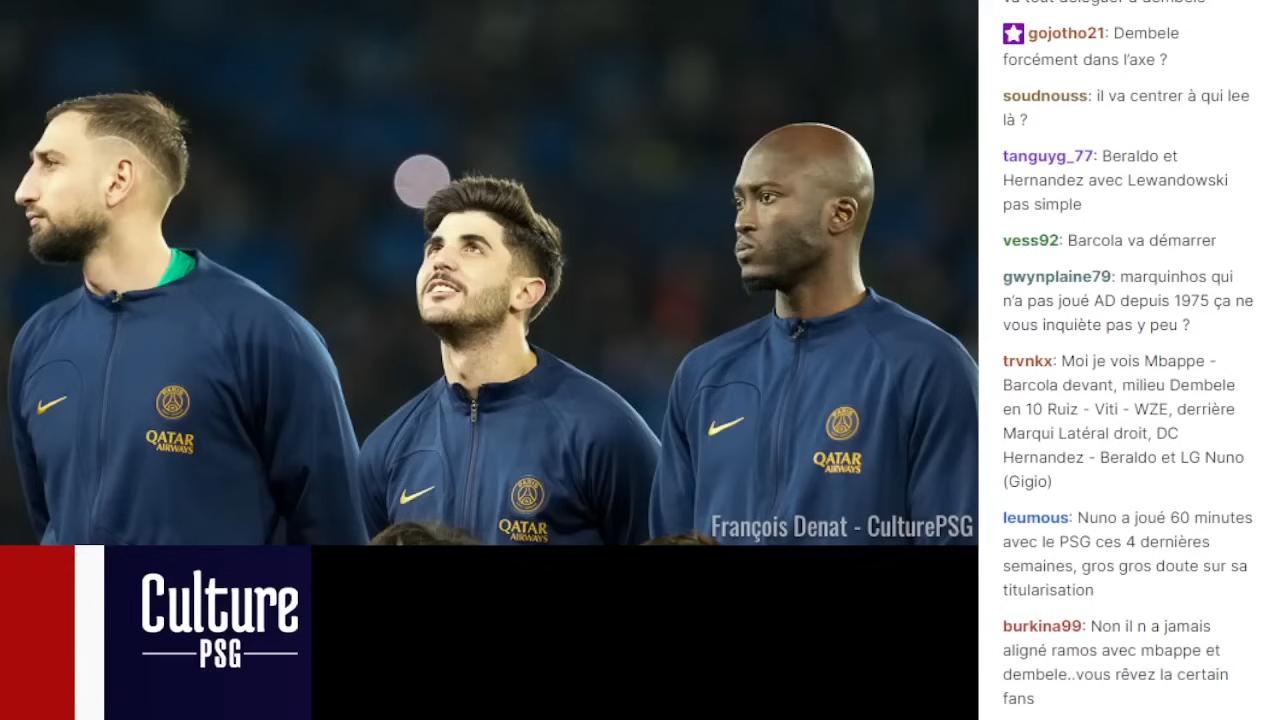 gojotho21: Dembele
forcément dans l'axe ?
soudnouss: il va centrer à qui lee
là ?
tanguyg_77: Beraldo et
Hernandez avec Lewandowski
pas simple
vess92: Barcola va démarrer
gwynplaine79: marquinhos qui
n'a pas joué AD depuis 1975 ça ne
vous inquiète pas y peu ?
trvnkx: Moi je vois Mbappe -
Barcola devant, milieu Dembele
en 10 Ruiz - Viti - WZE, derrière
Marqui Latéral droit, DC
Hernandez - Beraldo et LG Nuno
(Gigio)
leumous: Nuno a joué 60 minutes
avec le PSG ces 4 dernières
semaines, gros gros doute sur sa
titularisation
burkina99: Non il n a jamais
aligné ramos avec mbappe et
dembele..vous rêvez la certain
fans
PARIS
QATAR
AIRWAYS
PARIS
QATAR
AIRWAYS
PARIS
QATAR
AIRWAYS
François Denat - CulturePSG
Culture
PSG